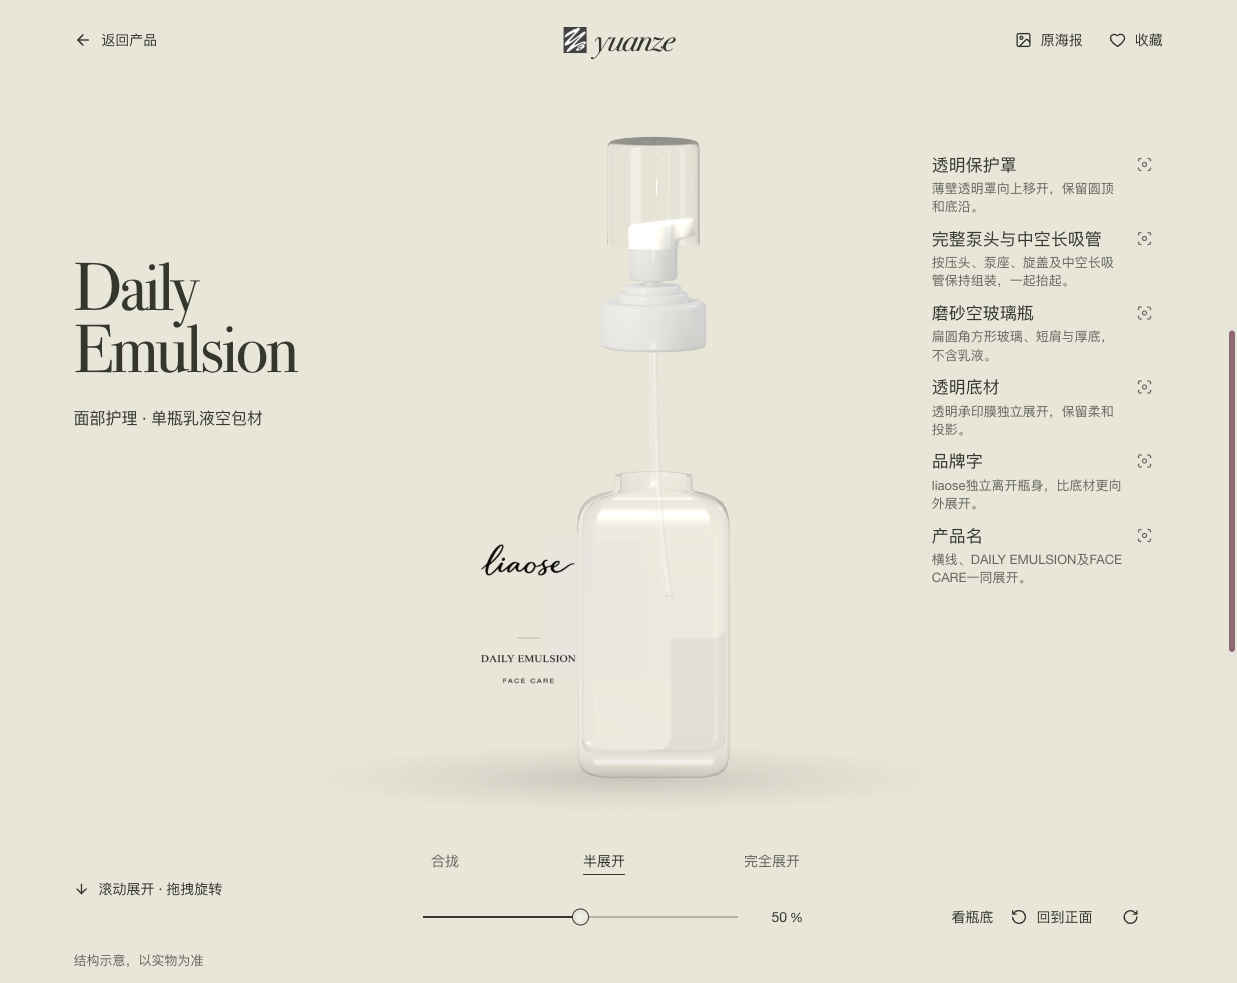 返回产品
yuanze
原海报
收藏
Daily
Emulsion
面部护理 · 单瓶乳液空包材
透明保护罩
薄壁透明罩向上移开，保留圆顶
和底沿。
完整泵头与中空长吸管
按压头、泵座、旋盖及中空长吸
管保持组装，一起抬起。
磨砂空玻璃瓶
扁圆角方形玻璃、短肩与厚底，
不含乳液。
透明底材
透明承印膜独立展开，保留柔和
投影。
品牌字
liaose独立离开瓶身，比底材更向
外展开。
产品名
横线、DAILY EMULSION及FACE
CARE一同展开。
liaose
DAILY EMULSION
FACE CARE
合拢
半展开
完全展开
滚动展开 · 拖拽旋转
50 %
看瓶底
回到正面
结构示意，以实物为准